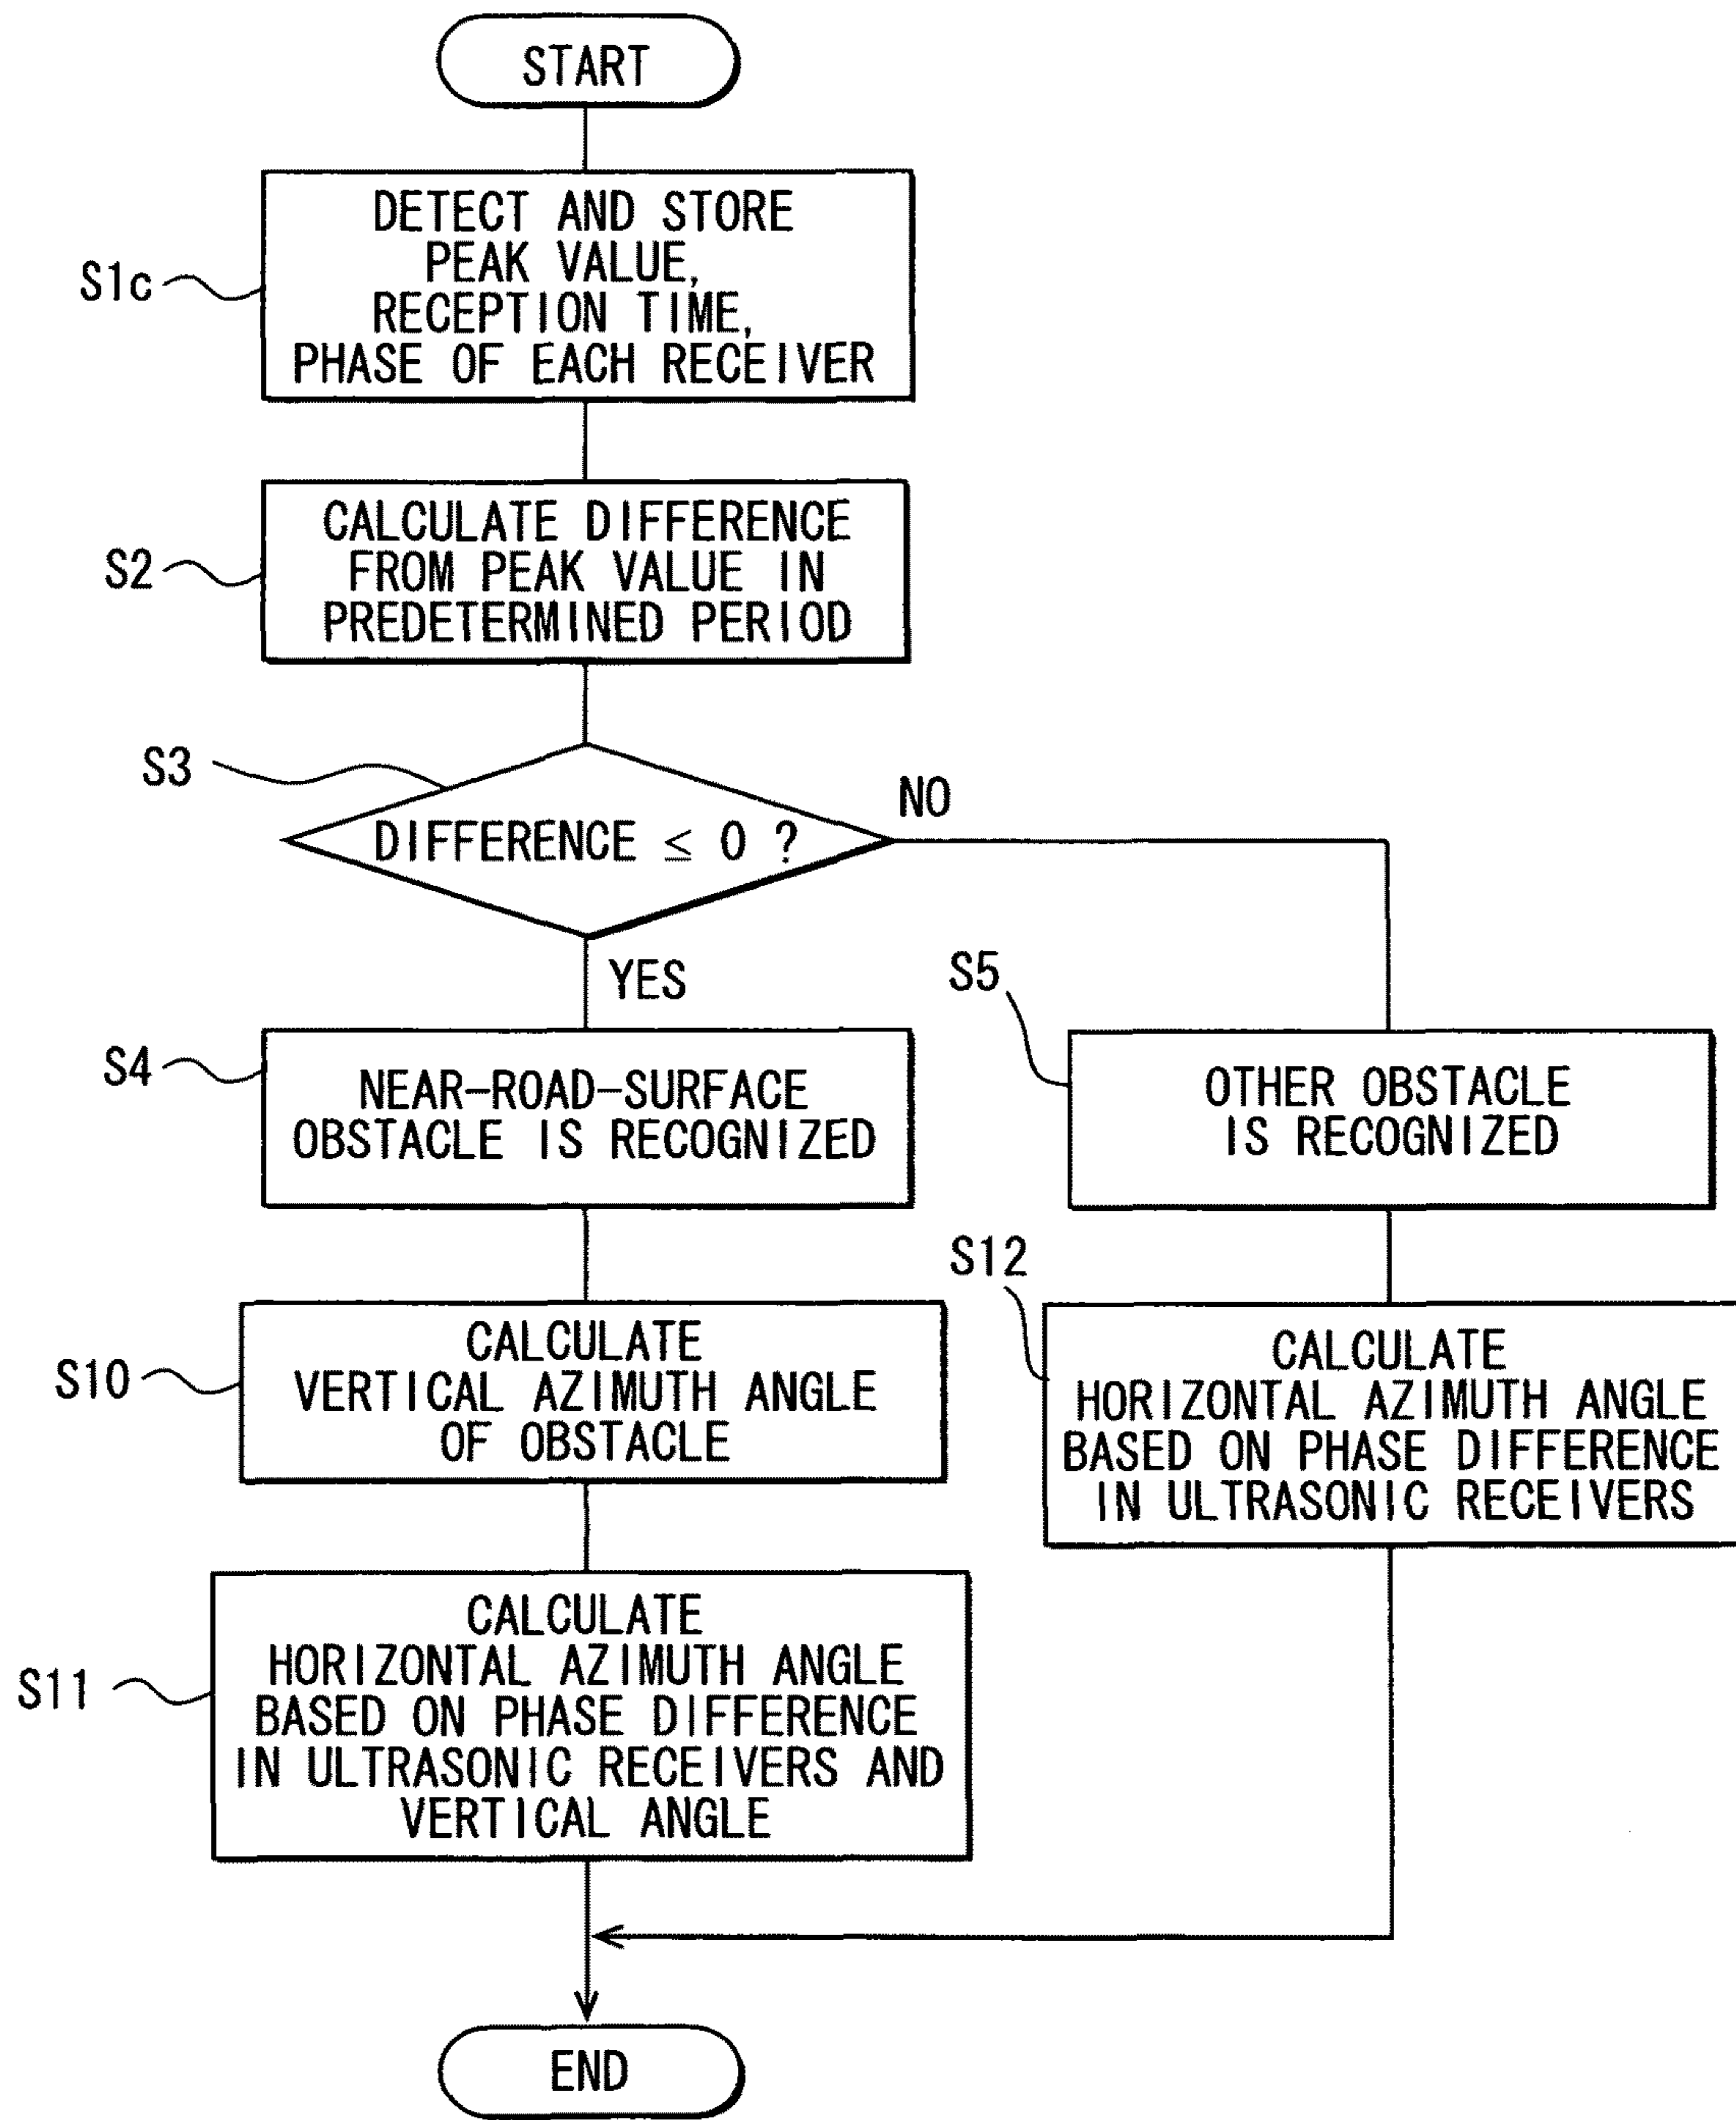 START
S1c
DETECT AND STORE
PEAK VALUE,
RECEPTION TIME,
PHASE OF EACH RECEIVER
S2
CALCULATE DIFFERENCE
FROM PEAK VALUE IN
PREDETERMINED PERIOD
S3
DIFFERENCE ≤ 0 ?
NO
YES
S4
NEAR-ROAD-SURFACE
OBSTACLE IS RECOGNIZED
S5
OTHER OBSTACLE
IS RECOGNIZED
S10
CALCULATE
VERTICAL AZIMUTH ANGLE
OF OBSTACLE
S12
CALCULATE
HORIZONTAL AZIMUTH ANGLE
BASED ON PHASE DIFFERENCE
IN ULTRASONIC RECEIVERS
S11
CALCULATE
HORIZONTAL AZIMUTH ANGLE
BASED ON PHASE DIFFERENCE
IN ULTRASONIC RECEIVERS AND
VERTICAL ANGLE
END